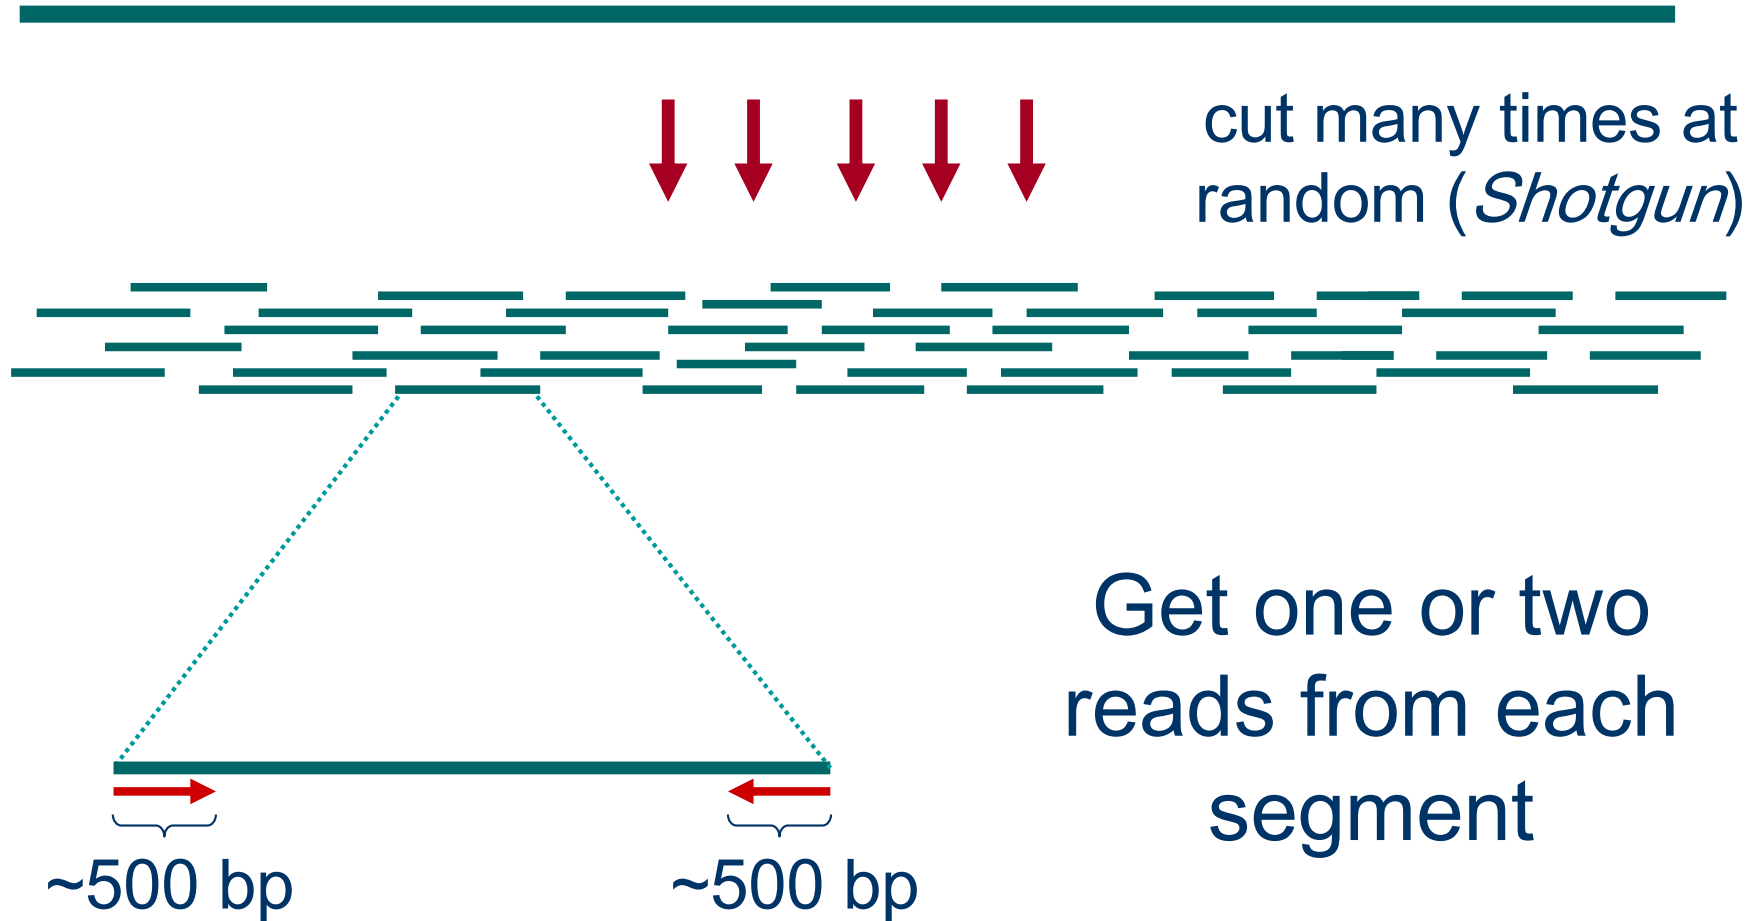 cut many times at
random (Shotgun)
Get one or two
reads from each
segment
~500 bp
~500 bp